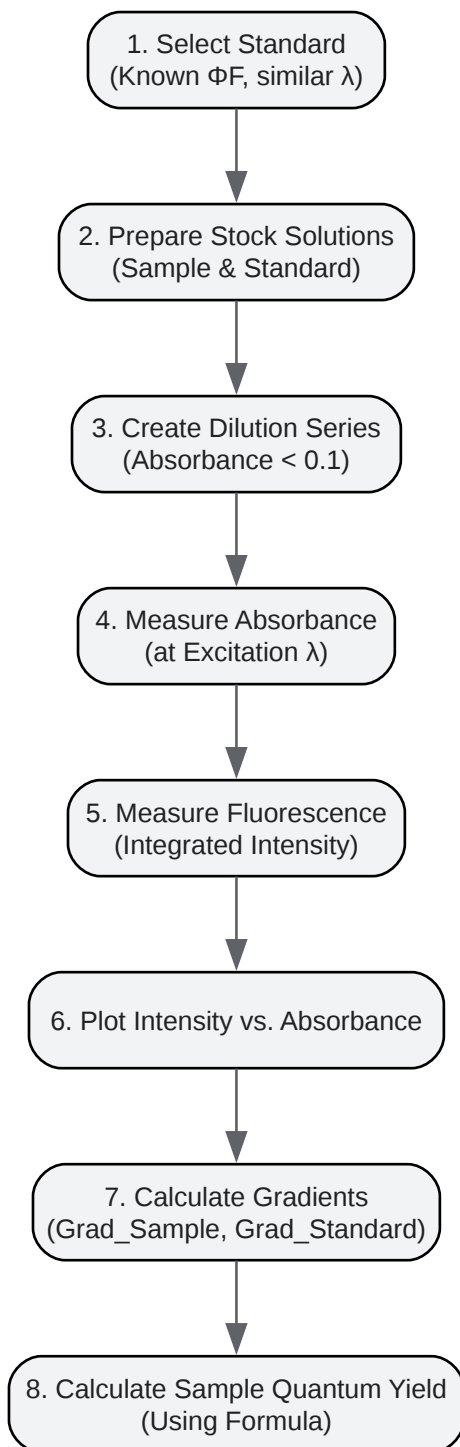 1. Select Standard
(Known ΦF, similar λ)
2. Prepare Stock Solutions
(Sample & Standard)
3. Create Dilution Series
(Absorbance < 0.1)
4. Measure Absorbance
(at Excitation λ)
5. Measure Fluorescence
(Integrated Intensity)
6. Plot Intensity vs. Absorbance
7. Calculate Gradients
(Grad_Sample, Grad_Standard)
8. Calculate Sample Quantum Yield
(Using Formula)